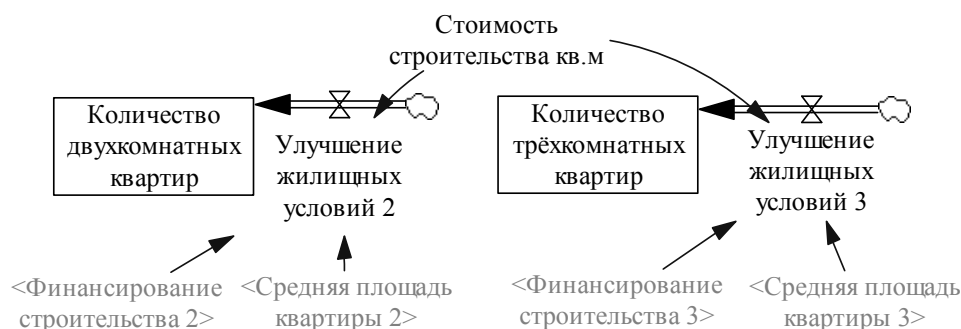 Стоимость
строительства кв.м
Количество
двухкомнатных
квартир
Улучшение
жилищных
условий 2
Количество
трёхкомнатных
квартир
Улучшение
жилищных
условий 3
<Финансирование
строительства 2>
<Средняя площадь
квартиры 2>
<Финансирование
строительства 3>
<Средняя площадь
квартиры 3>